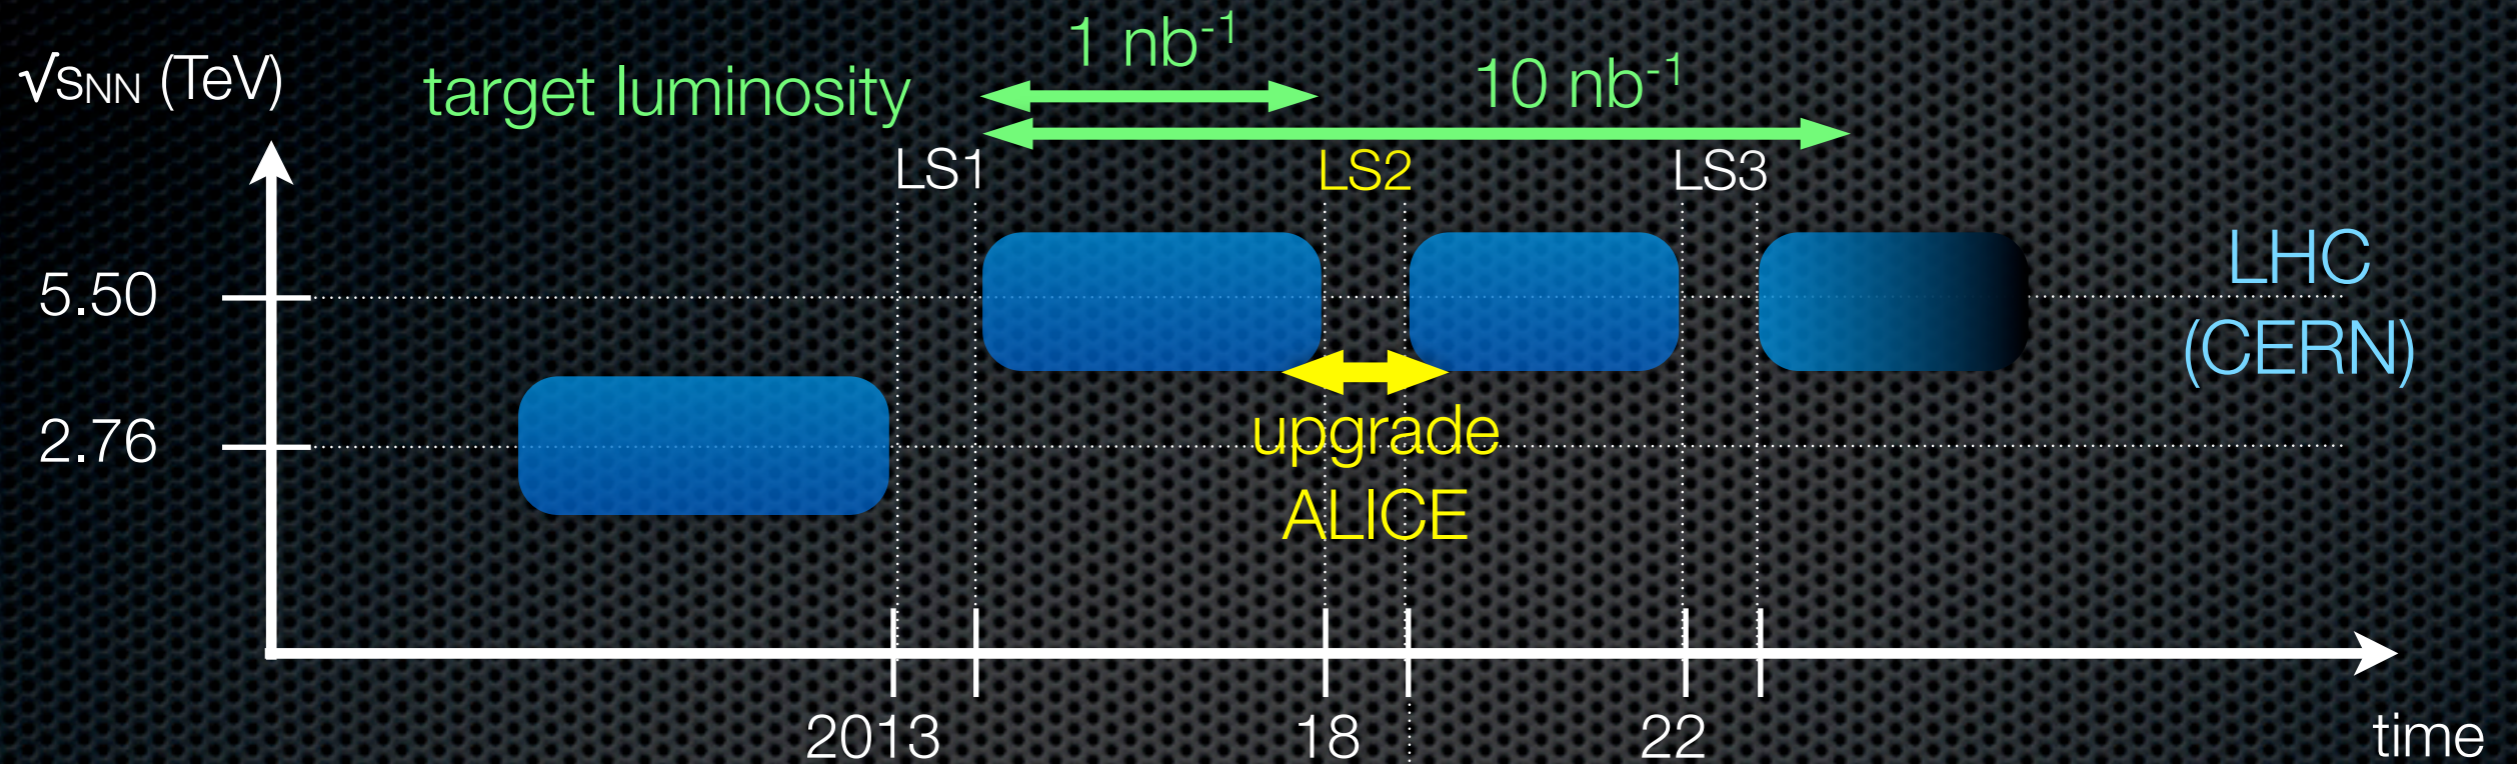 1 nb⁻¹
√sNN (TeV)
target luminosity
10 nb⁻¹
LS1
LS2
LS3
5.50
LHC
(CERN)
2.76
upgrade
ALICE
2013
18
22
time